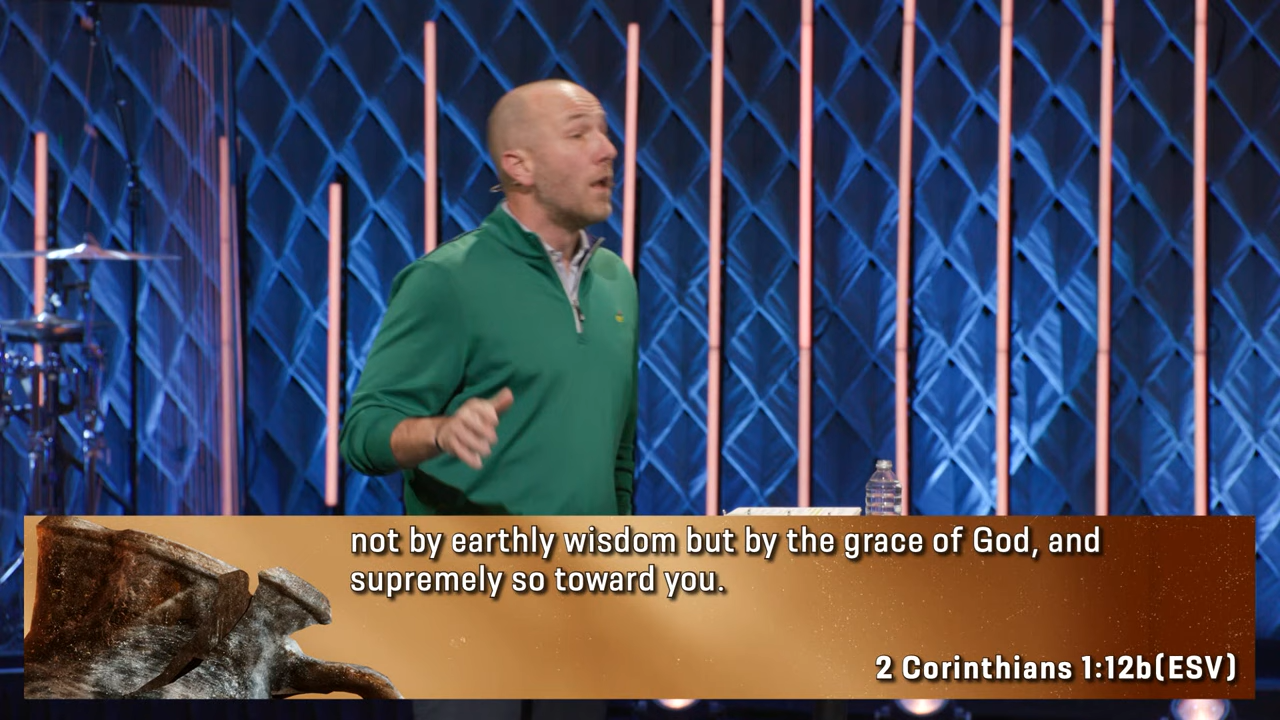 not by earthly wisdom but by the grace of God, and
supremely so toward you.
2 Corinthians 1:12b(ESV)